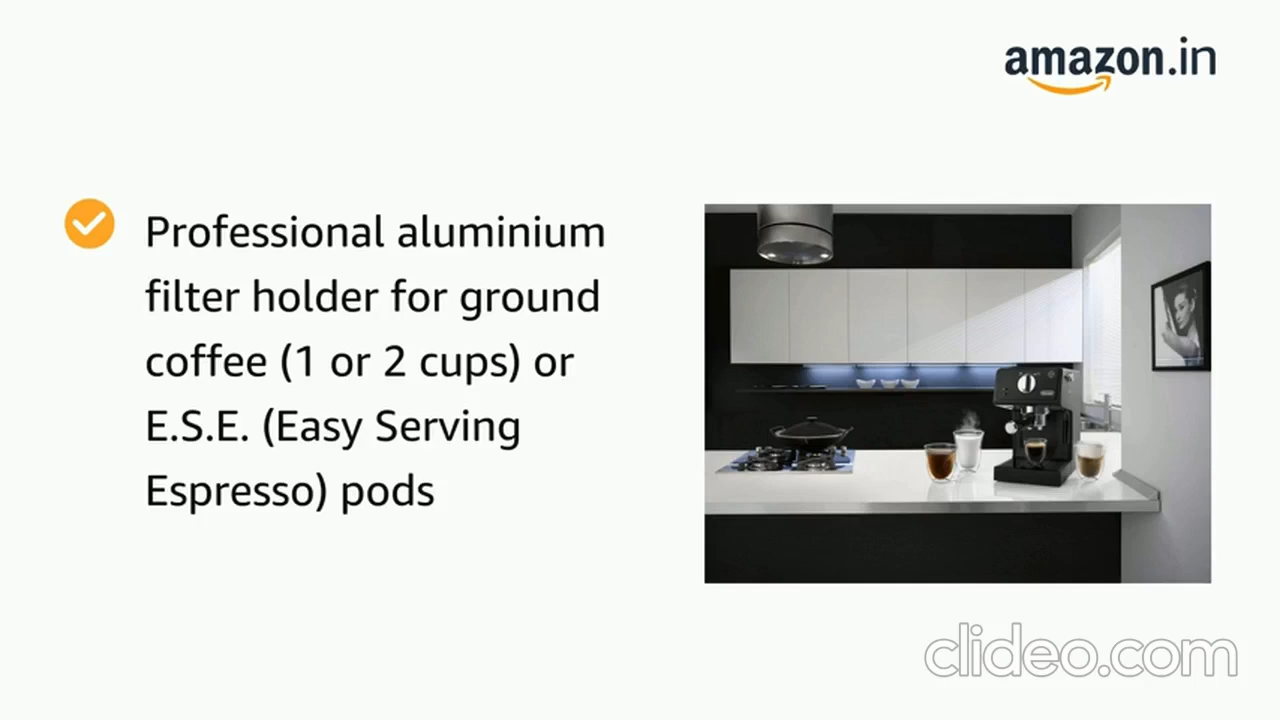 amazon.in
Professional aluminium
filter holder for ground
coffee (1 or 2 cups) or
E.S.E. (Easy Serving
Espresso) pods
clideo.com